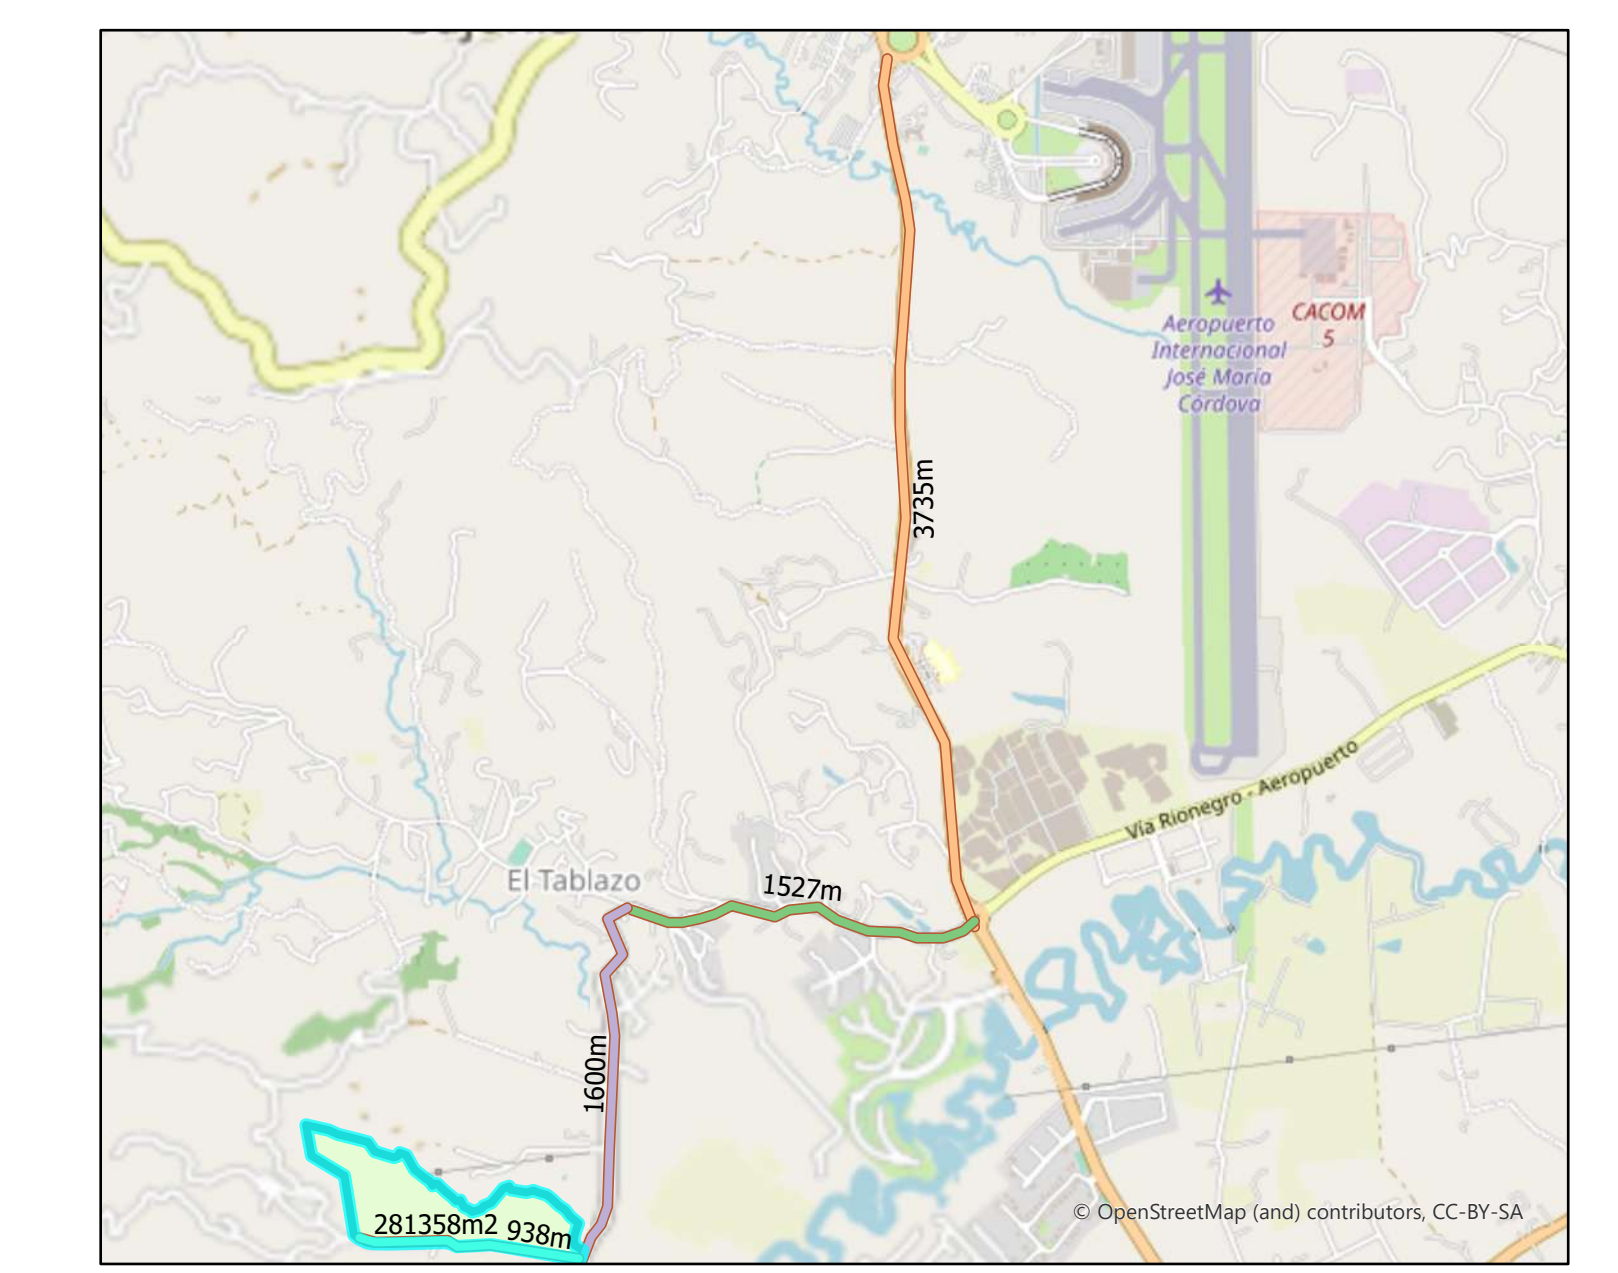 Aeropuerto
Internacional
José María
Córdova
CACOM
5
3735m
Vía Rionegro - Aeropuerto
El Tablazo
1527m
1600m
281358m2
938m
© OpenStreetMap (and) contributors, CC-BY-SA